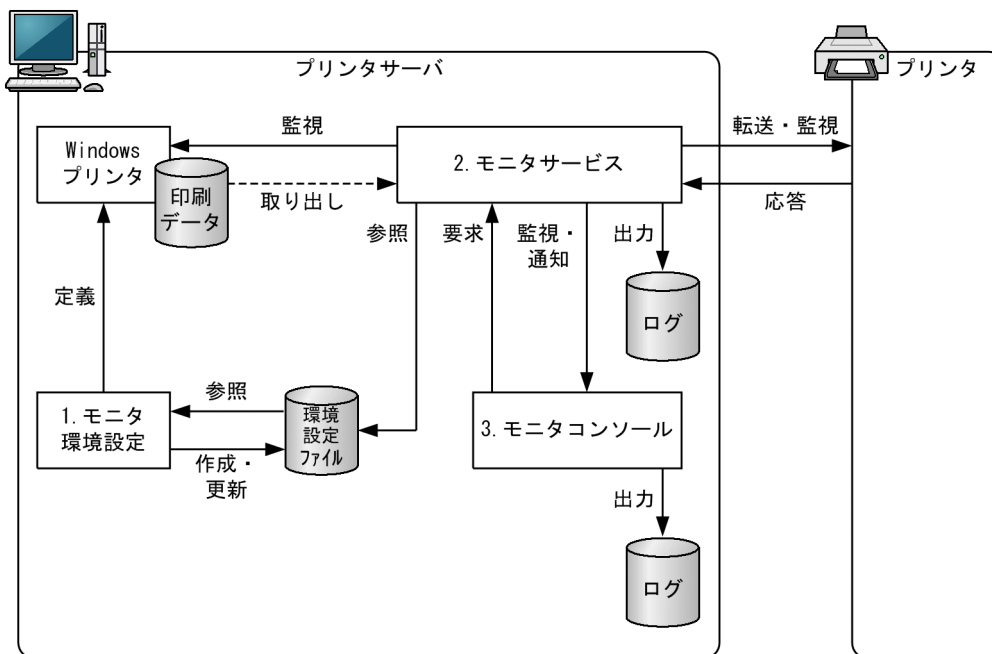 プリンタサーバ
プリンタ
監視
転送・監視
Windows
プリンタ
2.モニタサービス
印刷
データ
取り出し
応答
参照
要求
監視・
通知
出力
定義
ログ
参照
1.モニタ
環境設定
環境
設定
ファイル
3.モニタコンソール
作成・
更新
出力
ログ